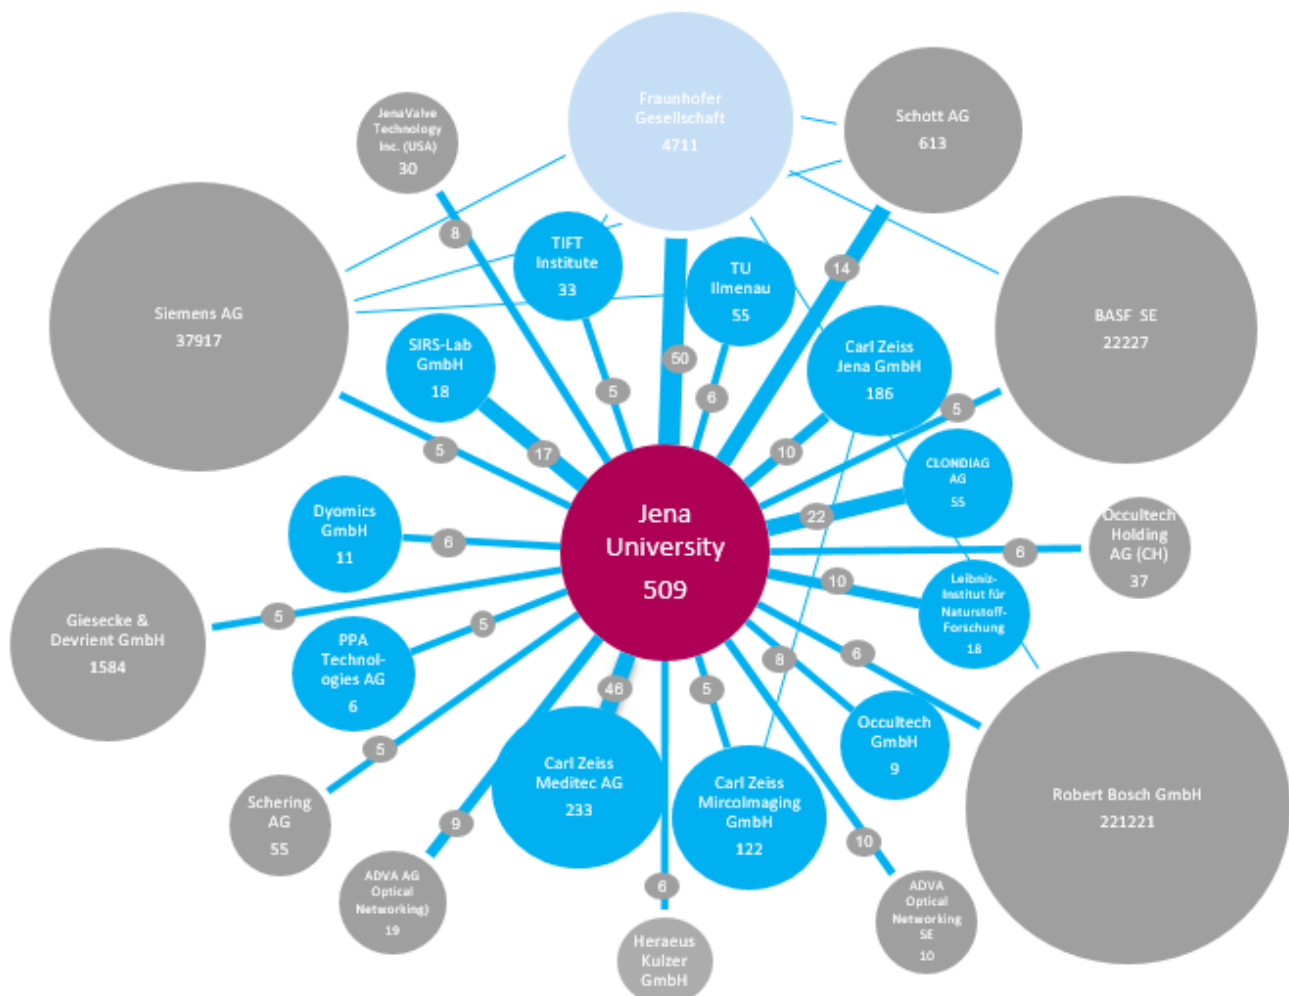 Fraunhofer
Gesellschaft
4711
Schott AG
613
JenaValve
Technology
Inc. (USA)
30
8
TIFT
Institute
33
TU
Ilmenau
55
14
Siemens AG
37917
BASF SE
22227
SIRS-Lab
GmbH
18
50
Carl Zeiss
Jena GmbH
186
5
6
5
5
17
10
CLONDIAG
AG
55
Jena
University
509
22
Dyomics
GmbH
11
6
Occultech
Holding
AG (CH)
37
6
10
Leibniz-
Institut für
Naturstoff-
Forschung
18
Giesecke &
Devrient GmbH
1584
5
5
PPA
Technol-
ogies AG
6
6
8
46
5
Occultech
GmbH
9
5
Carl Zeiss
Meditec AG
233
Carl Zeiss
MircoImaging
GmbH
122
Robert Bosch GmbH
221221
Schering
AG
55
9
10
ADVA AG
Optical
Networking)
19
6
ADVA
Optical
Networking
SE
10
Heraeus
Kulzer
GmbH